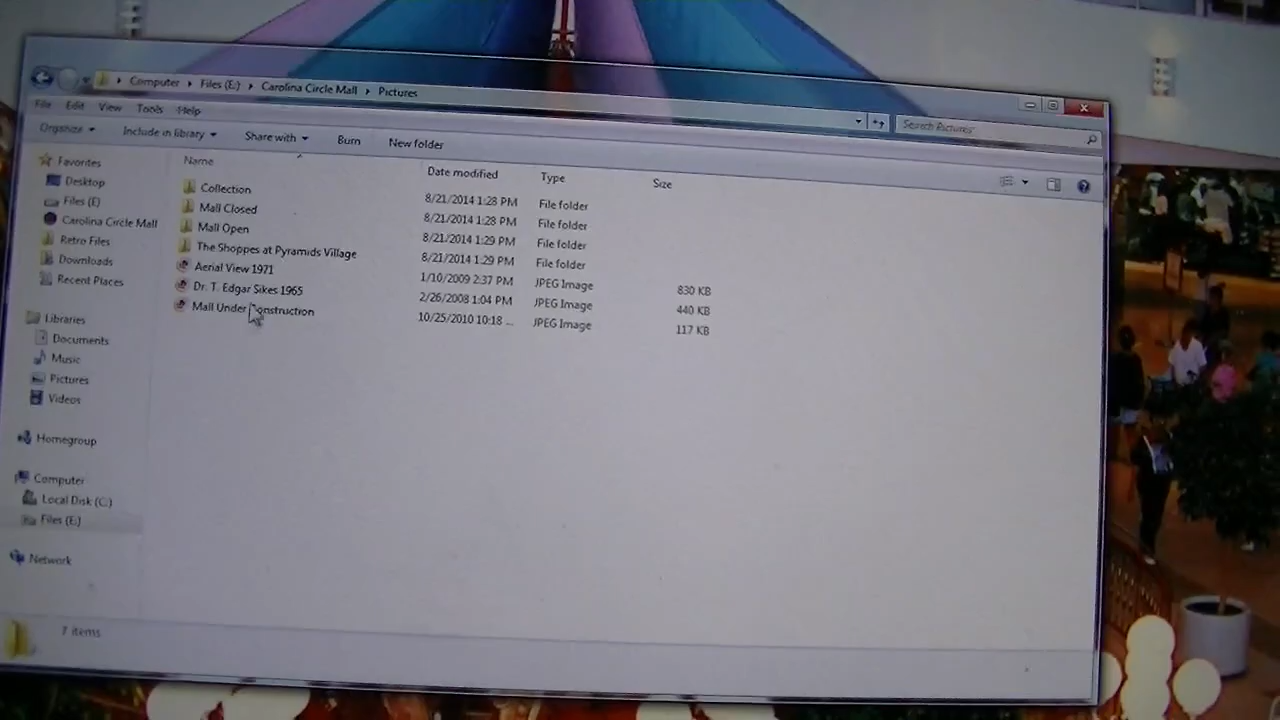 Computer Files (E:) Carolina Circle Mall Pictures
Search Pictures
File Edit View Tools Help
Organize Include in library Share with Burn New folder
Favorites
Desktop
Files (E)
Carolina Circle Mall
Retro Files
Downloads
Recent Places
Libraries
Documents
Music
Pictures
Videos
Homegroup
Computer
Local Disk (C:)
Files (E:)
Network
Name Date modified Type Size
Collection 8/21/2014 1:28 PM File folder
Mall Closed 8/21/2014 1:28 PM File folder
Mall Open 8/21/2014 1:29 PM File folder
The Shoppes at Pyramids Village 8/21/2014 1:29 PM File folder
Aerial View 1971 1/10/2009 2:37 PM JPEG Image 830 KB
Dr. T. Edgar Sikes 1965 2/26/2008 1:04 PM JPEG Image 440 KB
Mall Under Construction 10/25/2010 10:18 ... JPEG Image 117 KB
7 items